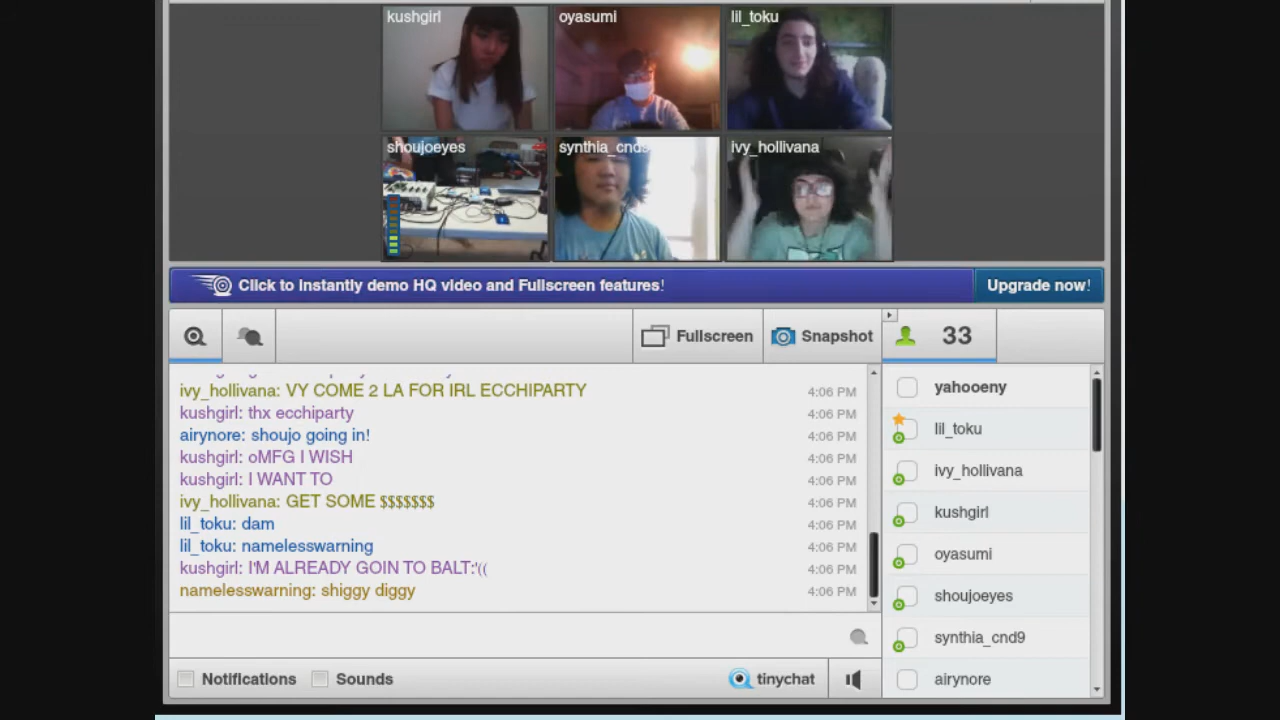 kushgirl
oyasumi
lil_toku
shoujoeyes
synthia_cnd9
ivy_hollivana
Click to instantly demo HQ video and Fullscreen features!
Upgrade now!
Fullscreen
Snapshot
33
ivy_hollivana: VY COME 2 LA FOR IRL ECCHIPARTY 4:06 PM
kushgirl: thx ecchiparty 4:06 PM
airynore: shoujo going in! 4:06 PM
kushgirl: oMFG I WISH 4:06 PM
kushgirl: I WANT TO 4:06 PM
ivy_hollivana: GET SOME $$$$$$$ 4:06 PM
lil_toku: dam 4:06 PM
lil_toku: namelesswarning 4:06 PM
kushgirl: I'M ALREADY GOIN TO BALT:'(( 4:06 PM
namelesswarning: shiggy diggy 4:06 PM
yahooeny
lil_toku
ivy_hollivana
kushgirl
oyasumi
shoujoeyes
synthia_cnd9
airynore
Notifications
Sounds
tinychat